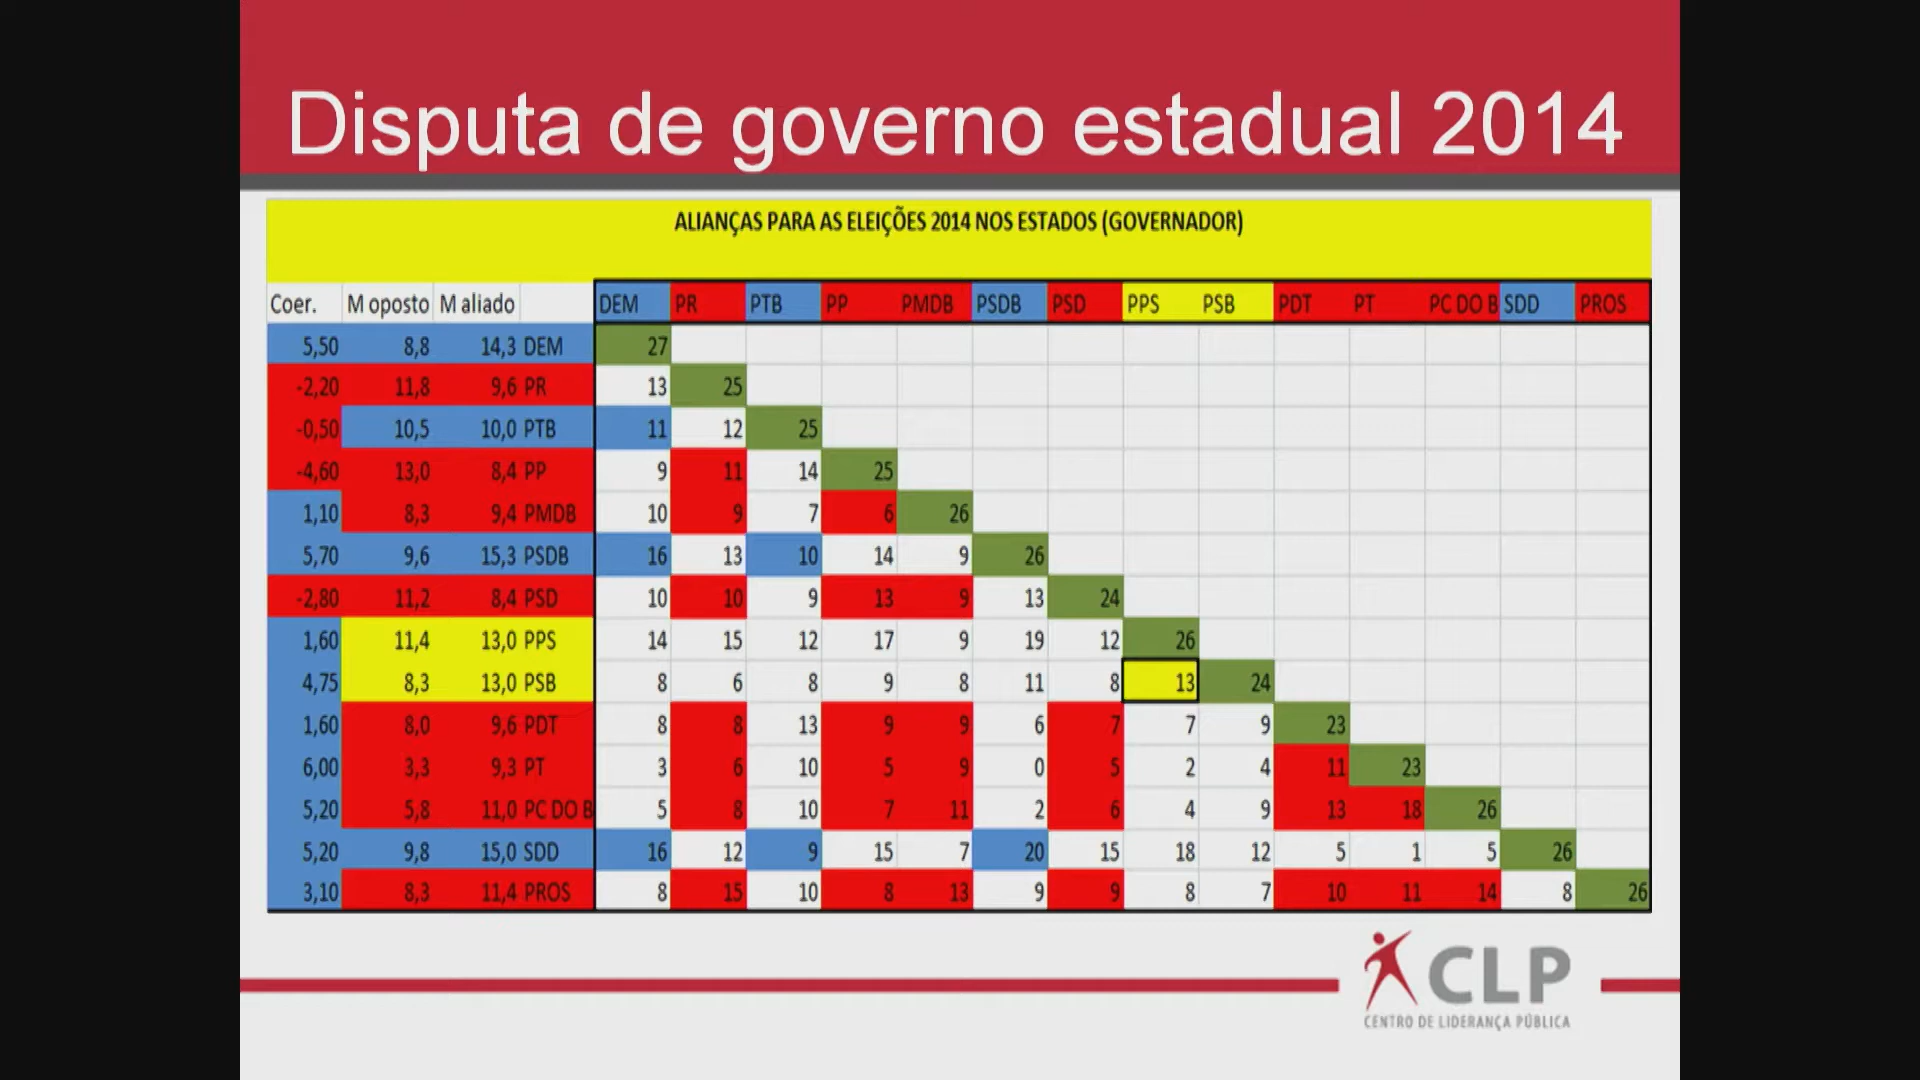 Disputa de governo estadual 2014
ALIANÇAS PARA AS ELEIÇÕES 2014 NOS ESTADOS (GOVERNADOR)
Coer. M oposto M aliado DEM PR PTB PP PMDB PSDB PSD PPS PSB PDT PT PC DO B SDD PROS
5,50 8,8 14,3 DEM 27
-2,20 11,8 9,6 PR 13 25
-0,50 10,5 10,0 PTB 11 12 25
-4,60 13,0 8,4 PP 9 11 14 25
1,10 8,3 9,4 PMDB 10 9 7 6 26
5,70 9,6 15,3 PSDB 16 13 10 14 9 26
-2,80 11,2 8,4 PSD 10 10 9 13 9 13 24
1,60 11,4 13,0 PPS 14 15 12 17 9 19 12 26
4,75 8,3 13,0 PSB 8 6 8 9 8 11 8 13 24
1,60 8,0 9,6 PDT 8 8 13 9 9 6 7 7 9 23
6,00 3,3 9,3 PT 3 6 10 5 9 0 5 2 4 11 23
5,20 5,8 11,0 PC DO B 5 8 10 7 11 2 6 4 9 13 18 26
5,20 9,8 15,0 SDD 16 12 9 15 7 20 15 18 12 5 1 5 26
3,10 8,3 11,4 PROS 8 15 10 8 13 9 9 8 7 10 11 14 8 26
CLP
CENTRO DE LIDERANÇA PÚBLICA